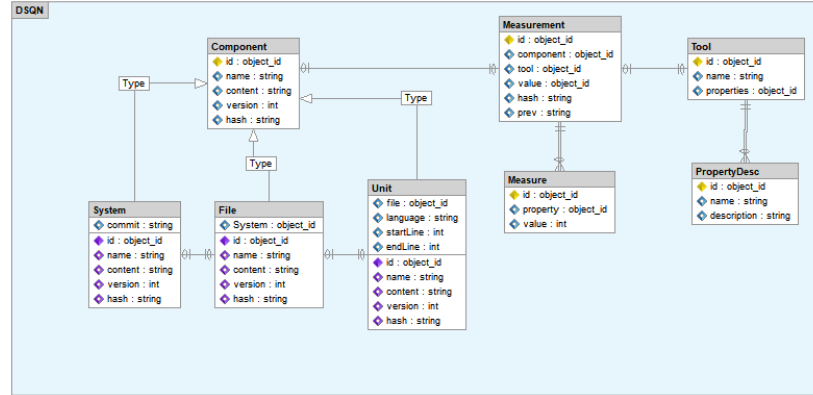 DSQN
Component
id : object_id
name : string
content : string
version : int
hash : string
Measurement
id : object_id
component : object_id
tool : object_id
value : object_id
hash : string
prev : string
Tool
id : object_id
name : string
properties : object_id
Type
Type
Type
Measure
id : object_id
property : object_id
value : int
PropertyDesc
id : object_id
name : string
description : string
System
commit : string
id : object_id
name : string
content : string
version : int
hash : string
File
System : object_id
id : object_id
name : string
content : string
version : int
hash : string
Unit
file : object_id
language : string
startLine : int
endLine : int
id : object_id
name : string
content : string
version : int
hash : string